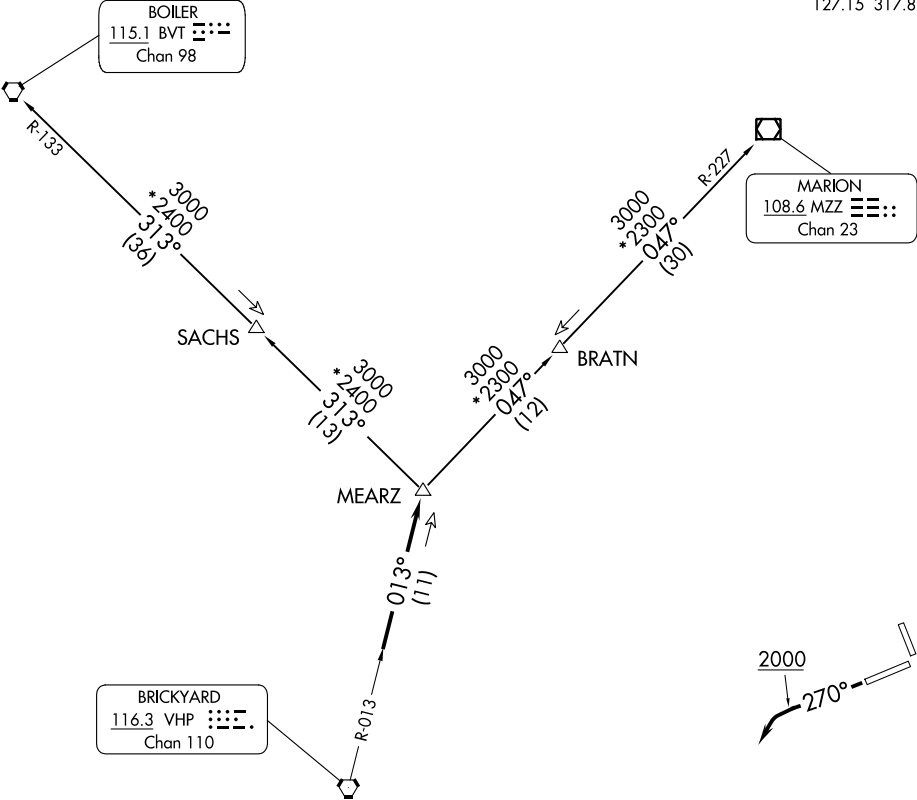 127.15 317.8
BOILER
115.1 BVT
Chan 98
R-133
3000
*2400
313°
(36)
SACHS
3000
*2400
313°
(13)
MARION
108.6 MZZ
Chan 23
R-227
3000
*2300
047°
(30)
BRATN
3000
*2300
047°
(12)
MEARZ
013°
(11)
R-013
BRICKYARD
116.3 VHP
Chan 110
2000
270°